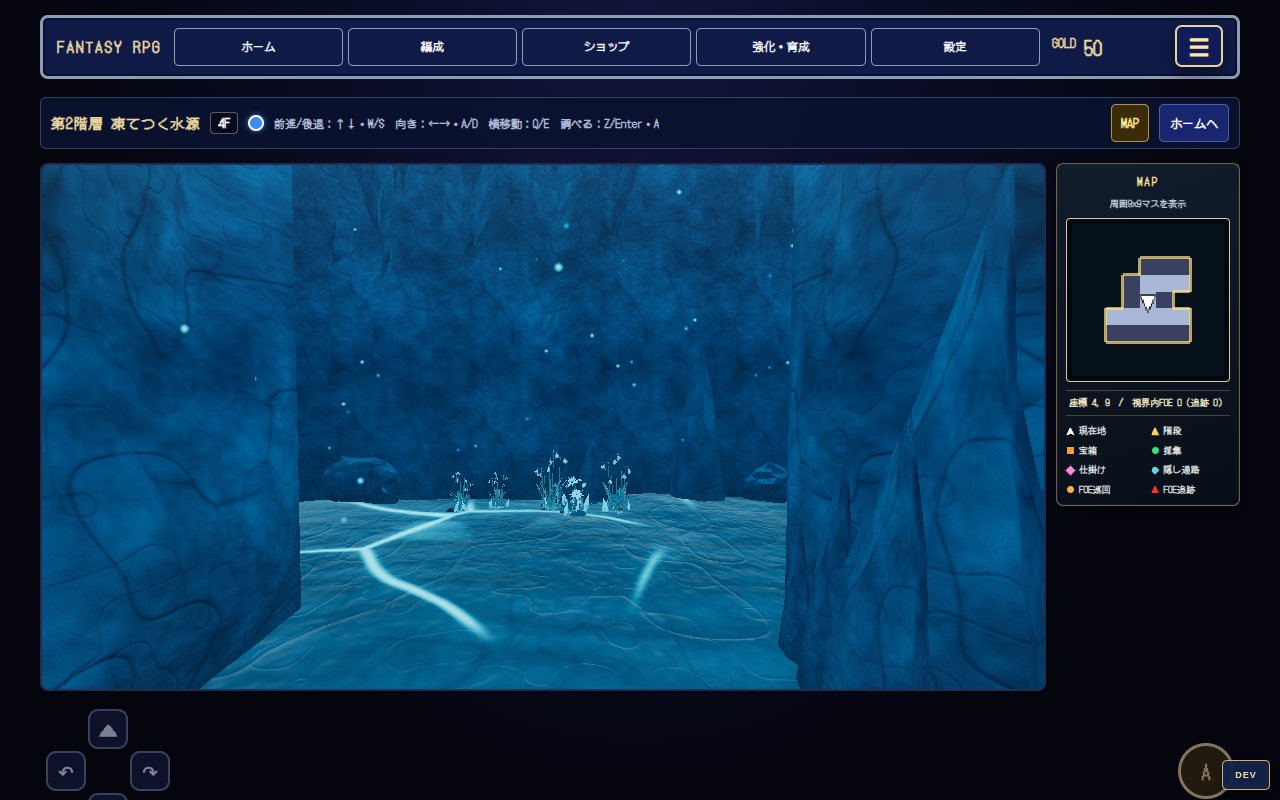 FANTASY RPG ホーム 編成 ショップ 強化・育成 設定 GOLD 50
第2階層 凍てつく水源 4F 前進/後退：↑↓・W/S 向き：←→・A/D 横移動：Q/E 調べる：Z/Enter・A MAP ホームへ
MAP
周囲9x9マスを表示
座標 4, 9 / 視界内FOE 0（追跡 0）
現在地 階段
宝箱 採集
仕掛け 隠し通路
FOE巡回 FOE追跡
A DEV